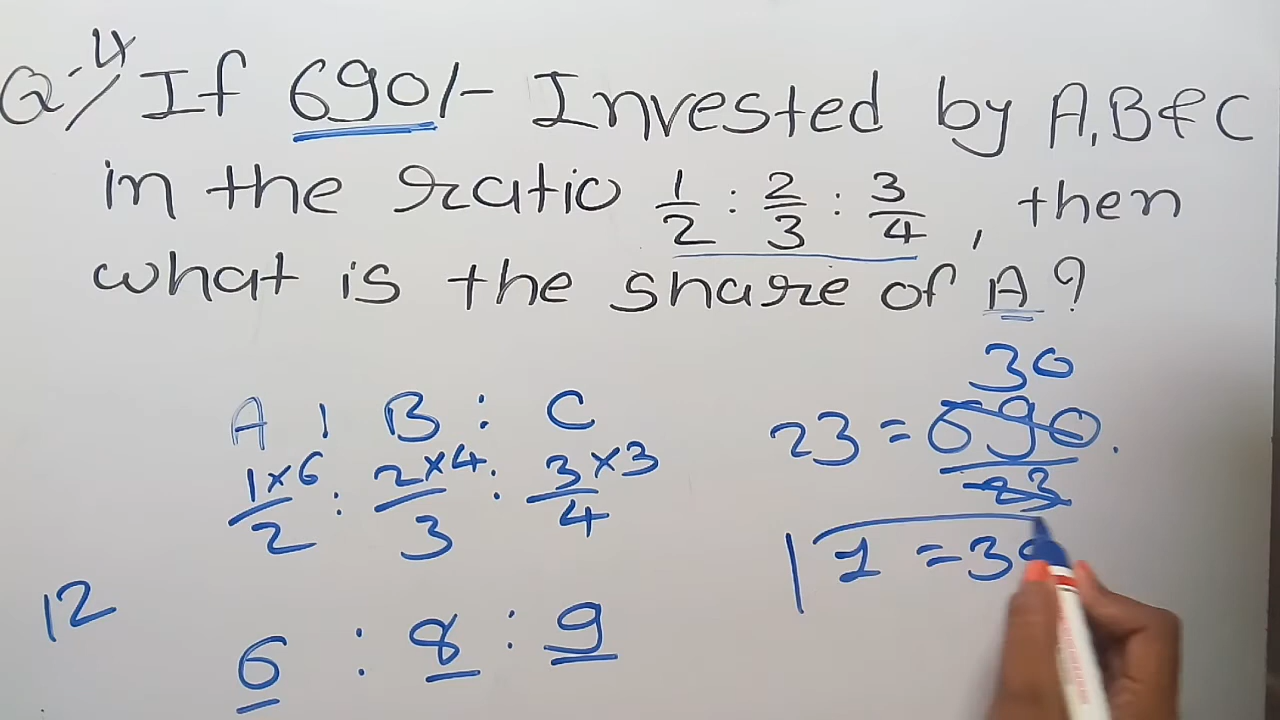 Q.4/ If 690/- Invested by A, B & C
in the ratio 1/2 : 2/3 : 3/4 , then
what is the share of A?
A : B : C
1×6/2 : 2×4/3 : 3×3/4
12
6 : 8 : 9
30
23 = 690/23 .
1 = 30